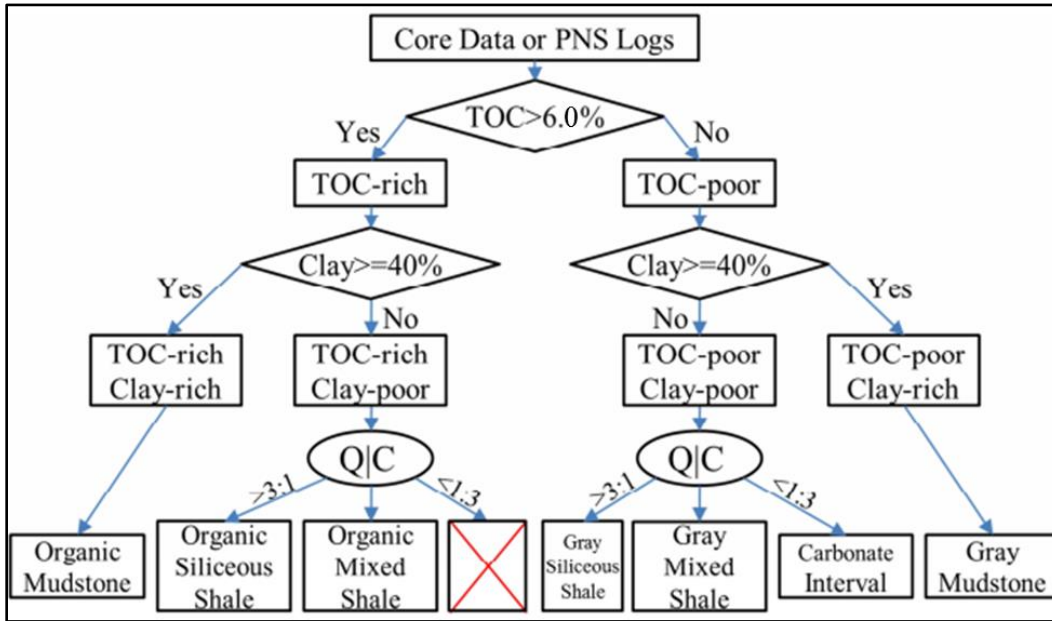 Core Data or PNS Logs
TOC>6.0%
Yes
No
TOC-rich
TOC-poor
Clay>=40%
Clay>=40%
Yes
No
No
Yes
TOC-rich
Clay-rich
TOC-rich
Clay-poor
TOC-poor
Clay-poor
TOC-poor
Clay-rich
Q|C
Q|C
>3:1
<1:3
>3:1
<1:3
Organic
Mudstone
Organic
Siliceous
Shale
Organic
Mixed
Shale
Gray
Siliceous
Shale
Gray
Mixed
Shale
Carbonate
Interval
Gray
Mudstone